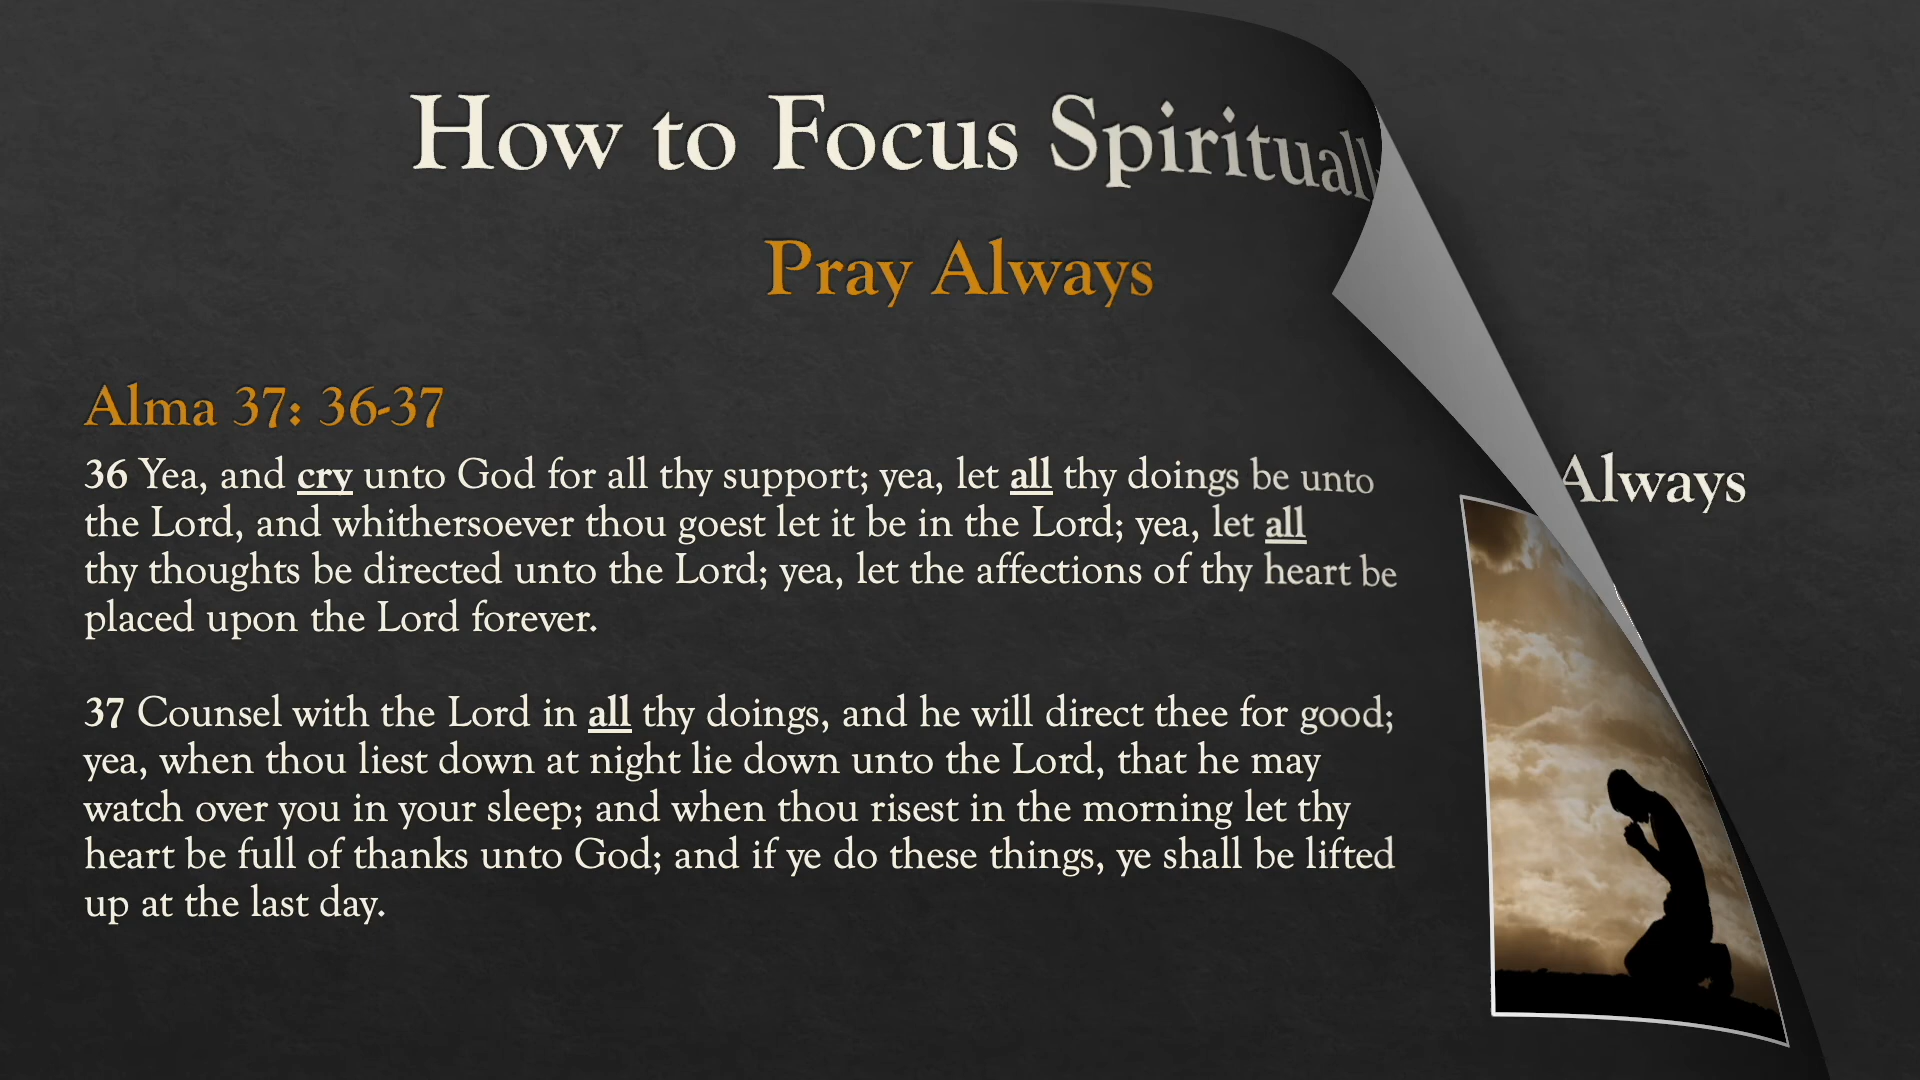 How to Focus Spirituall
Pray Always
Alma 37: 36-37
36 Yea, and cry unto God for all thy support; yea, let all thy doings be unto
the Lord, and whithersoever thou goest let it be in the Lord; yea, let all
thy thoughts be directed unto the Lord; yea, let the affections of thy heart be
placed upon the Lord forever.
Always
37 Counsel with the Lord in all thy doings, and he will direct thee for good;
yea, when thou liest down at night lie down unto the Lord, that he may
watch over you in your sleep; and when thou risest in the morning let thy
heart be full of thanks unto God; and if ye do these things, ye shall be lifted
up at the last day.